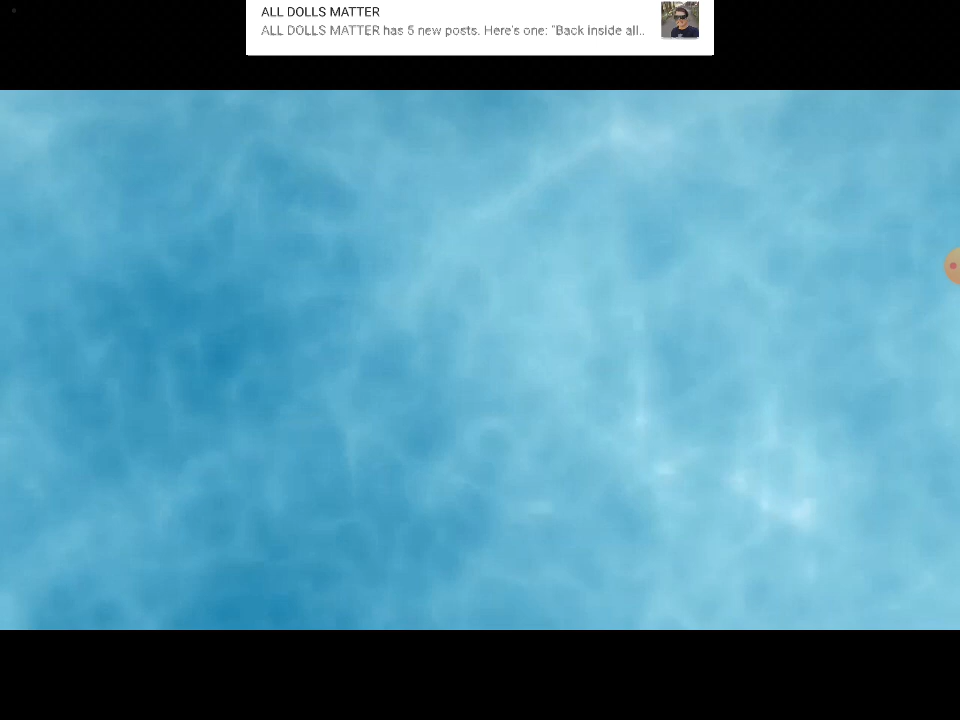 ALL DOLLS MATTER
ALL DOLLS MATTER has 5 new posts. Here's one: "Back inside all..